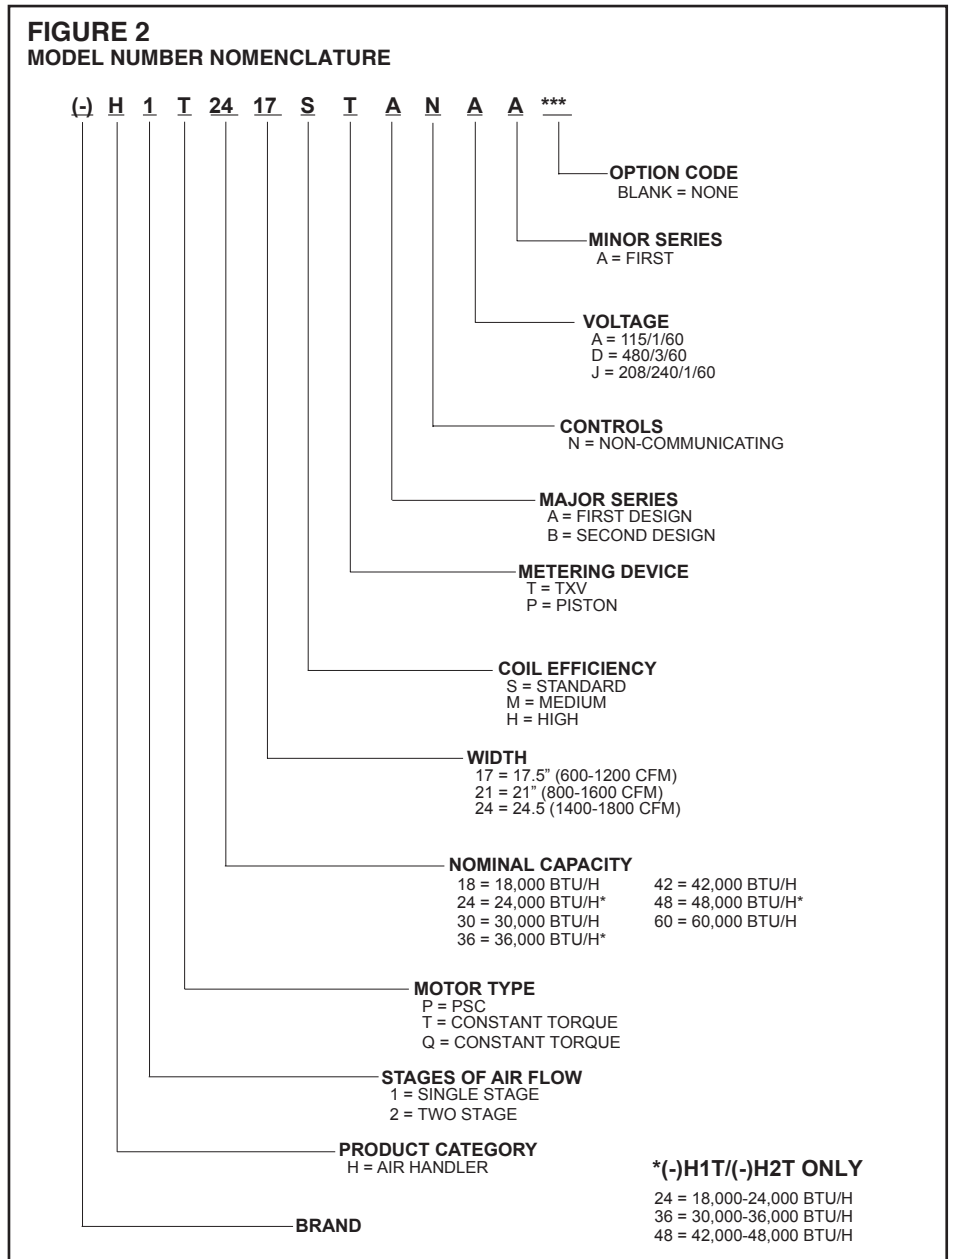 FIGURE 2
MODEL NUMBER NOMENCLATURE
(-) H 1 T 24 17 S T A N A A ***
OPTION CODE
BLANK = NONE
MINOR SERIES
A = FIRST
VOLTAGE
A = 115/1/60
D = 480/3/60
J = 208/240/1/60
CONTROLS
N = NON-COMMUNICATING
MAJOR SERIES
A = FIRST DESIGN
B = SECOND DESIGN
METERING DEVICE
T = TXV
P = PISTON
COIL EFFICIENCY
S = STANDARD
M = MEDIUM
H = HIGH
WIDTH
17 = 17.5” (600-1200 CFM)
21 = 21” (800-1600 CFM)
24 = 24.5 (1400-1800 CFM)
NOMINAL CAPACITY
18 = 18,000 BTU/H 42 = 42,000 BTU/H
24 = 24,000 BTU/H* 48 = 48,000 BTU/H*
30 = 30,000 BTU/H 60 = 60,000 BTU/H
36 = 36,000 BTU/H*
MOTOR TYPE
P = PSC
T = CONSTANT TORQUE
Q = CONSTANT TORQUE
STAGES OF AIR FLOW
1 = SINGLE STAGE
2 = TWO STAGE
PRODUCT CATEGORY
H = AIR HANDLER
BRAND
*(-)H1T/(-)H2T ONLY
24 = 18,000-24,000 BTU/H
36 = 30,000-36,000 BTU/H
48 = 42,000-48,000 BTU/H